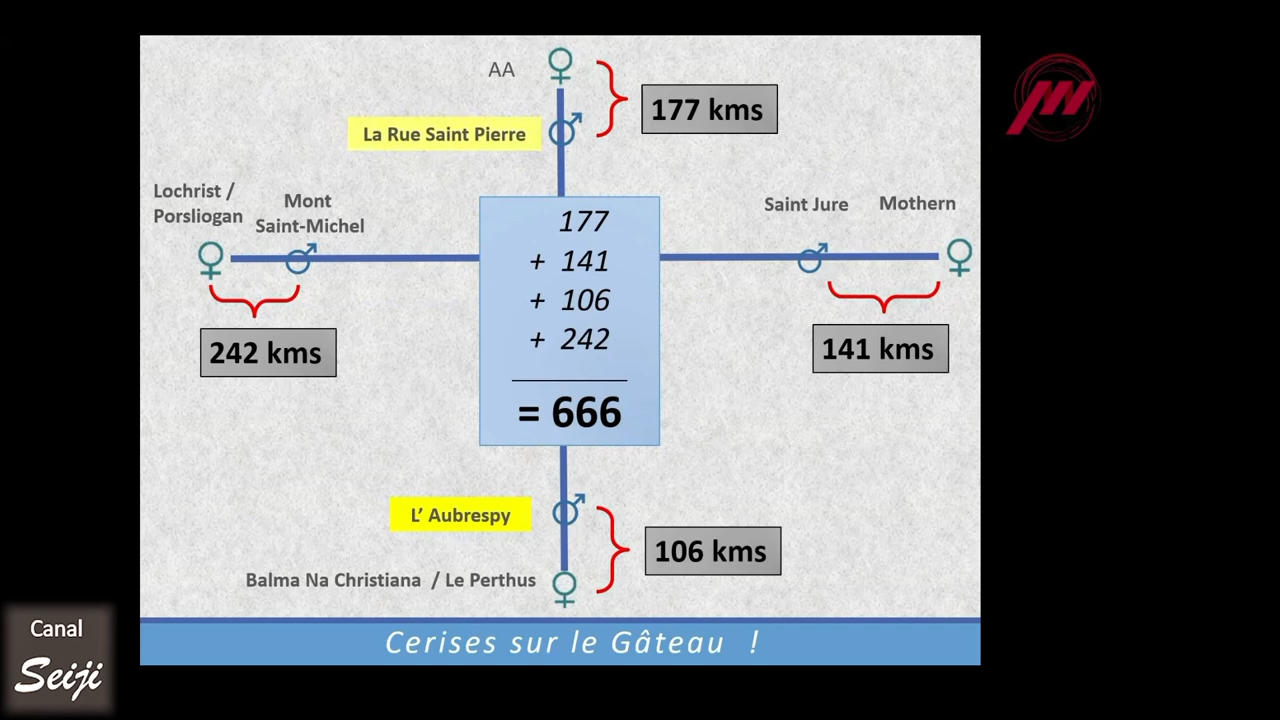 AA
177 kms
La Rue Saint Pierre
Lochrist /
Porsliogan
Mont
Saint-Michel
177
+ 141
+ 106
+ 242
= 666
Saint Jure
Mothern
242 kms
141 kms
L' Aubrespy
106 kms
Balma Na Christiana / Le Perthus
Cerises sur le Gâteau !
Canal
Seiji